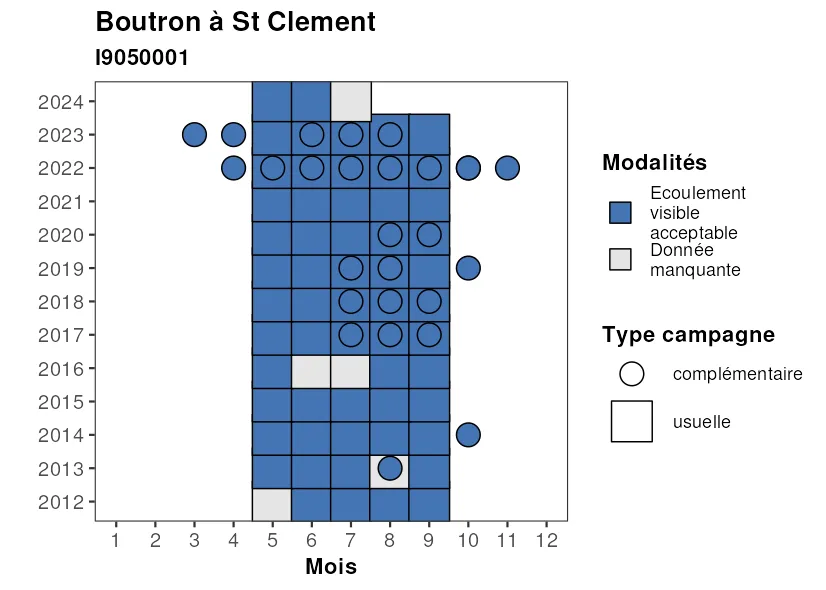 Boutron à St Clement
I9050001
2024
2023
2022
2021
2020
2019
2018
2017
2016
2015
2014
2013
2012
1 2 3 4 5 6 7 8 9 10 11 12
Mois
Modalités
Ecoulement
visible
acceptable
Donnée
manquante
Type campagne
complémentaire
usuelle